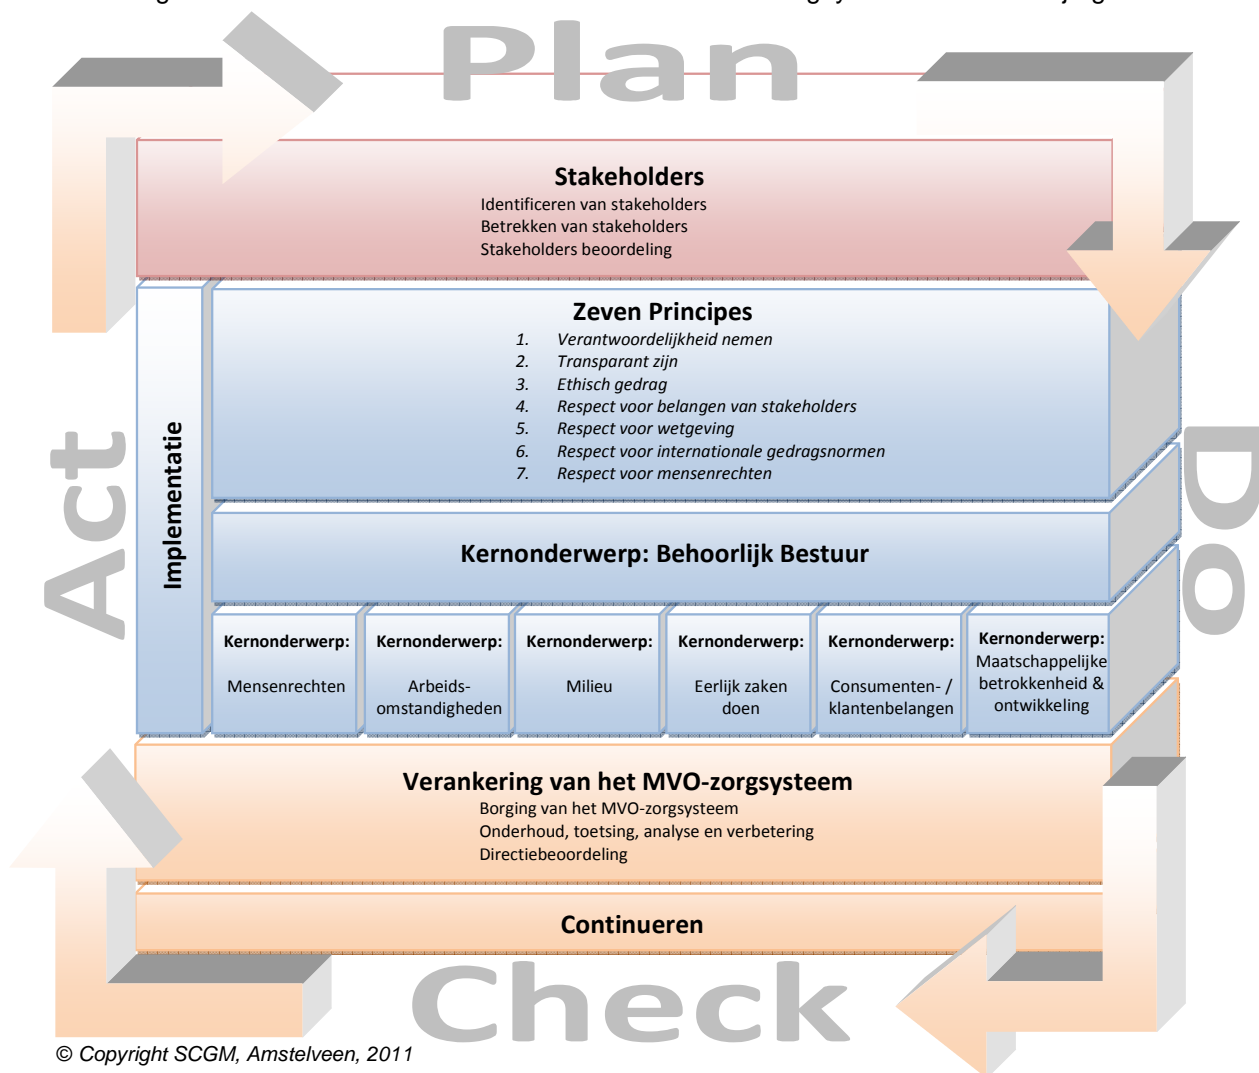 Plan
Stakeholders
Identificeren van stakeholders
Betrekken van stakeholders
Stakeholders beoordeling
Zeven Principes
1. Verantwoordelijkheid nemen
2. Transparant zijn
3. Ethisch gedrag
4. Respect voor belangen van stakeholders
5. Respect voor wetgeving
6. Respect voor internationale gedragsnormen
7. Respect voor mensenrechten
Act
Implementatie
Do
Kernonderwerp: Behoorlijk Bestuur
Kernonderwerp:
Mensenrechten
Kernonderwerp:
Arbeids-
omstandigheden
Kernonderwerp:
Milieu
Kernonderwerp:
Eerlijk zaken
doen
Kernonderwerp:
Consumenten- /
klantenbelangen
Kernonderwerp:
Maatschappelijke
betrokkenheid &
ontwikkeling
Verankering van het MVO-zorgsysteem
Borging van het MVO-zorgsysteem
Onderhoud, toetsing, analyse en verbetering
Directiebeoordeling
Continueren
Check
© Copyright SCGM, Amstelveen, 2011